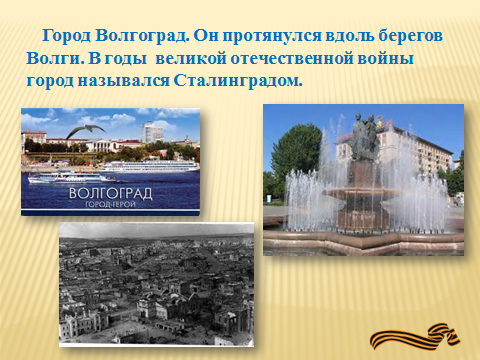 Город Волгоград. Он протянулся вдоль берегов
Волги. В годы  великой отечественной войны
город назывался Сталинградом.
ВОЛГОГРАД
ГОРОД-ГЕРОЙ